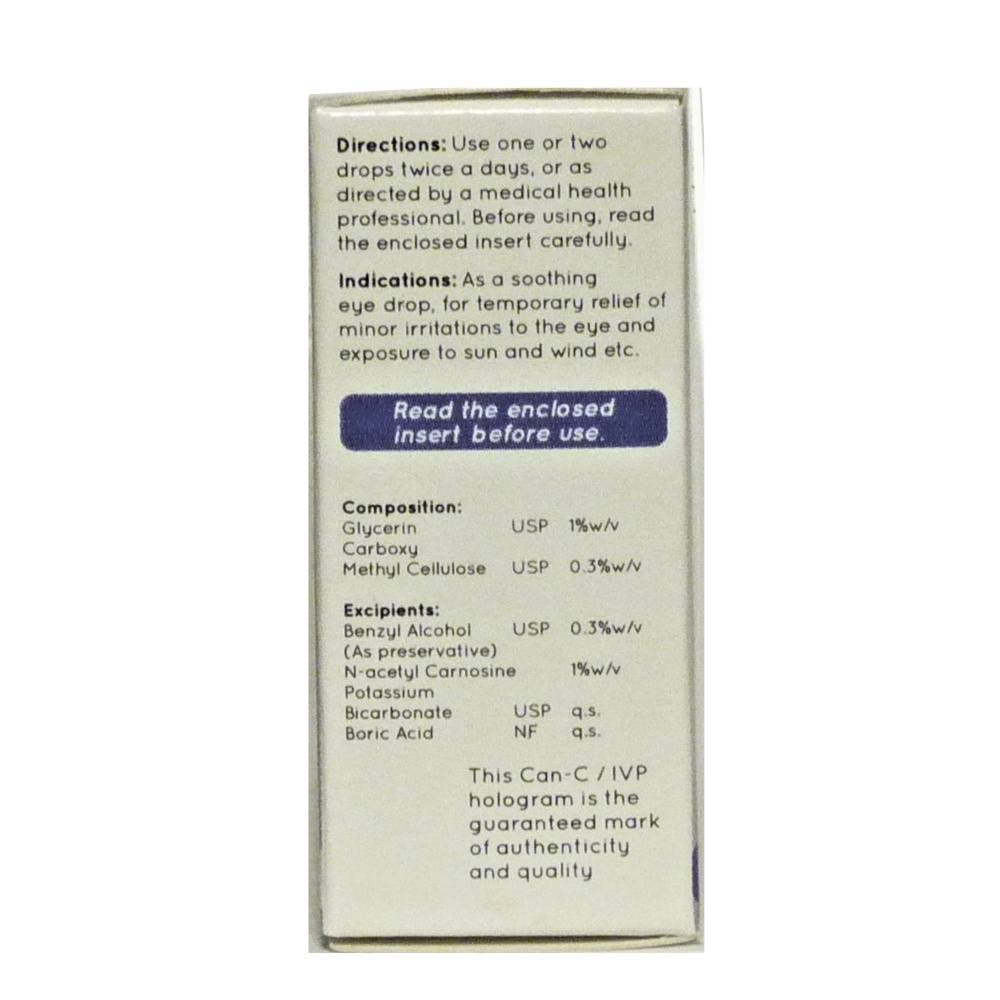 Directions: Use one or two
drops twice a days, or as
directed by a medical health
professional. Before using, read
the enclosed insert carefully.
Indications: As a soothing
eye drop, for temporary relief of
minor irritations to the eye and
exposure to sun and wind etc.
Read the enclosed
insert before use.
Composition:
Glycerin USP 1%w/v
Carboxy
Methyl Cellulose USP 0.3%w/v
Excipients:
Benzyl Alcohol USP 0.3%w/v
(As preservative)
N-acetyl Carnosine 1%w/v
Potassium
Bicarbonate USP q.s.
Boric Acid NF q.s.
This Can-C / IVP
hologram is the
guaranteed mark
of authenticity
and quality